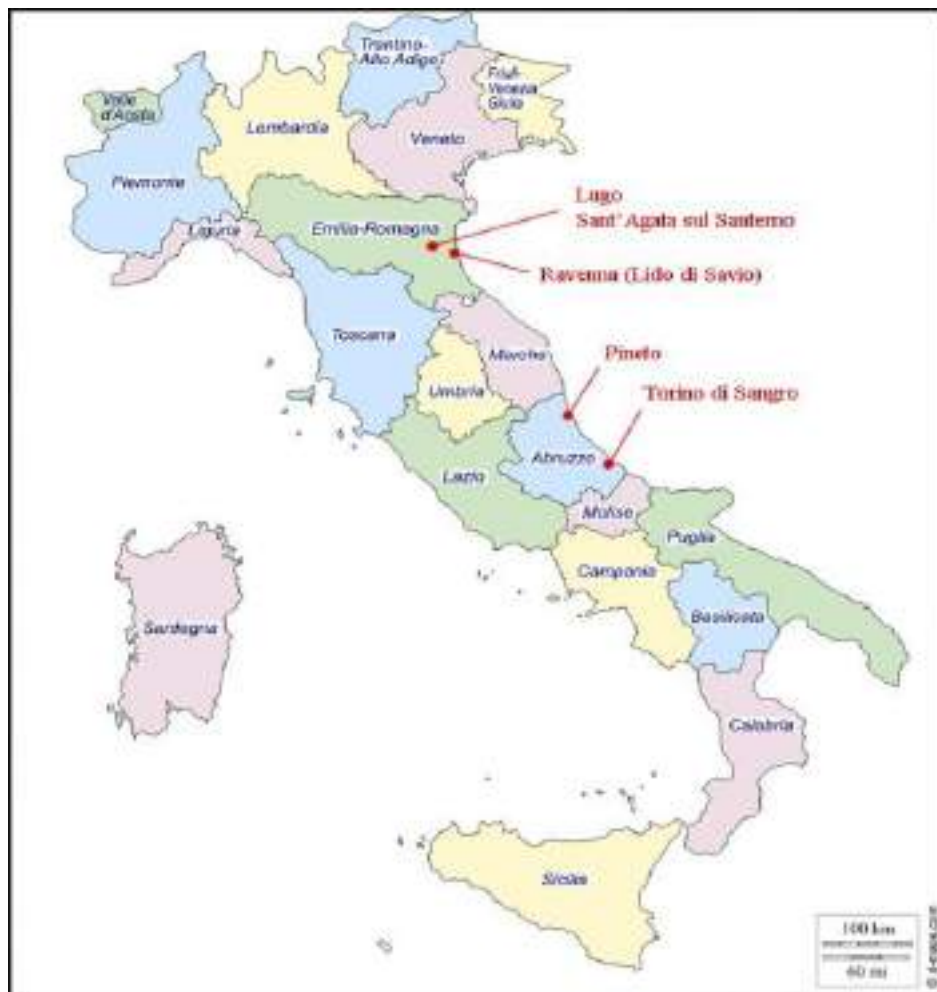 Trentino-
Alto Adige
Friuli-
Venezia
Giulia
Valle
d'Aosta
Lombardia
Veneto
Piemonte
Lugo
Sant'Agata sul Santerno
Liguria
Emilia-Romagna
Ravenna (Lido di Savio)
Toscana
Marche
Pineto
Umbria
Torino di Sangro
Abruzzo
Lazio
Molise
Puglia
Campania
Basilicata
Sardegna
Calabria
Sicilia
100 km
60 mi
© d-maps.com